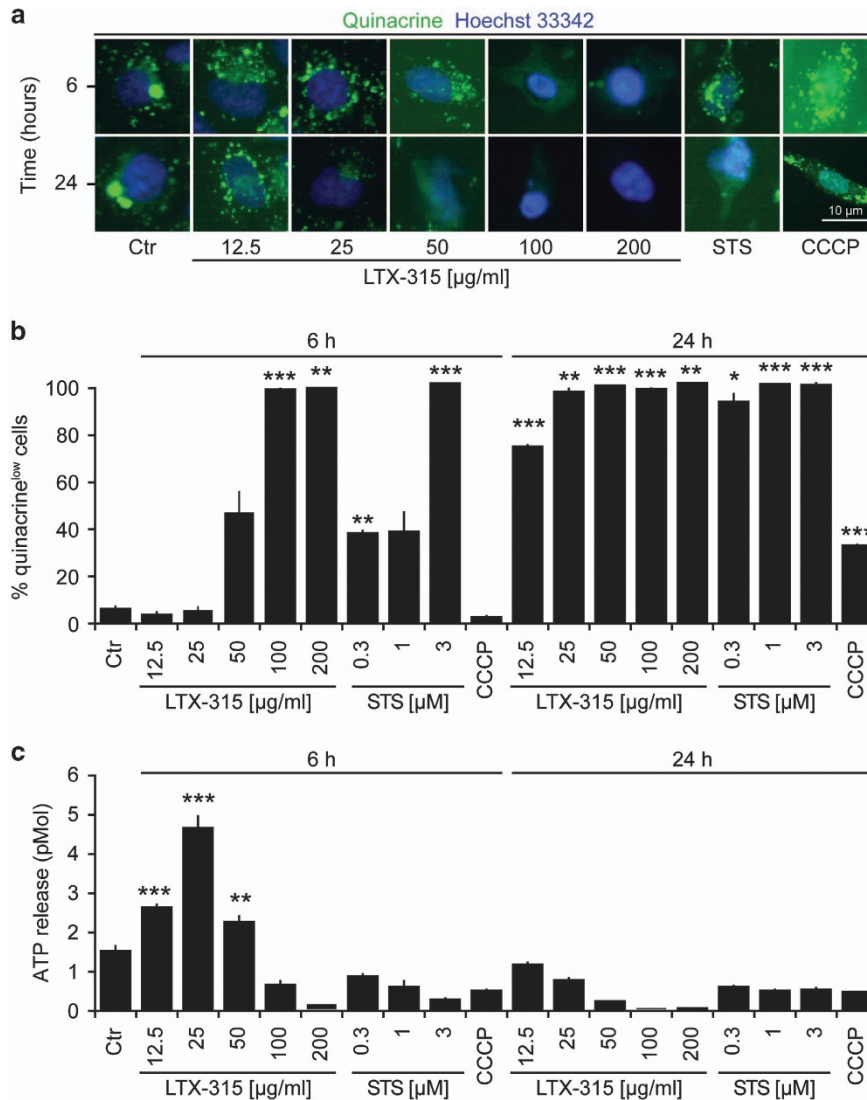 a
Quinacrine Hoechst 33342
Time (hours)
6
24
10 µm
Ctr 12.5 25 50 100 200 STS CCCP
LTX-315 [µg/ml]
b
6 h 24 h
% quinacrine^low cells
100
80
60
40
20
0
*** ** ** *** *** ** *** *** ** * *** *** ***
Ctr 12.5 25 50 100 200 0.3 1 3 CCCP 12.5 25 50 100 200 0.3 1 3 CCCP
LTX-315 [µg/ml] STS [µM] LTX-315 [µg/ml] STS [µM]
c
6 h 24 h
ATP release (pMol)
6
5
4
3
2
1
0
*** *** **
Ctr 12.5 25 50 100 200 0.3 1 3 CCCP 12.5 25 50 100 200 0.3 1 3 CCCP
LTX-315 [µg/ml] STS [µM] LTX-315 [µg/ml] STS [µM]